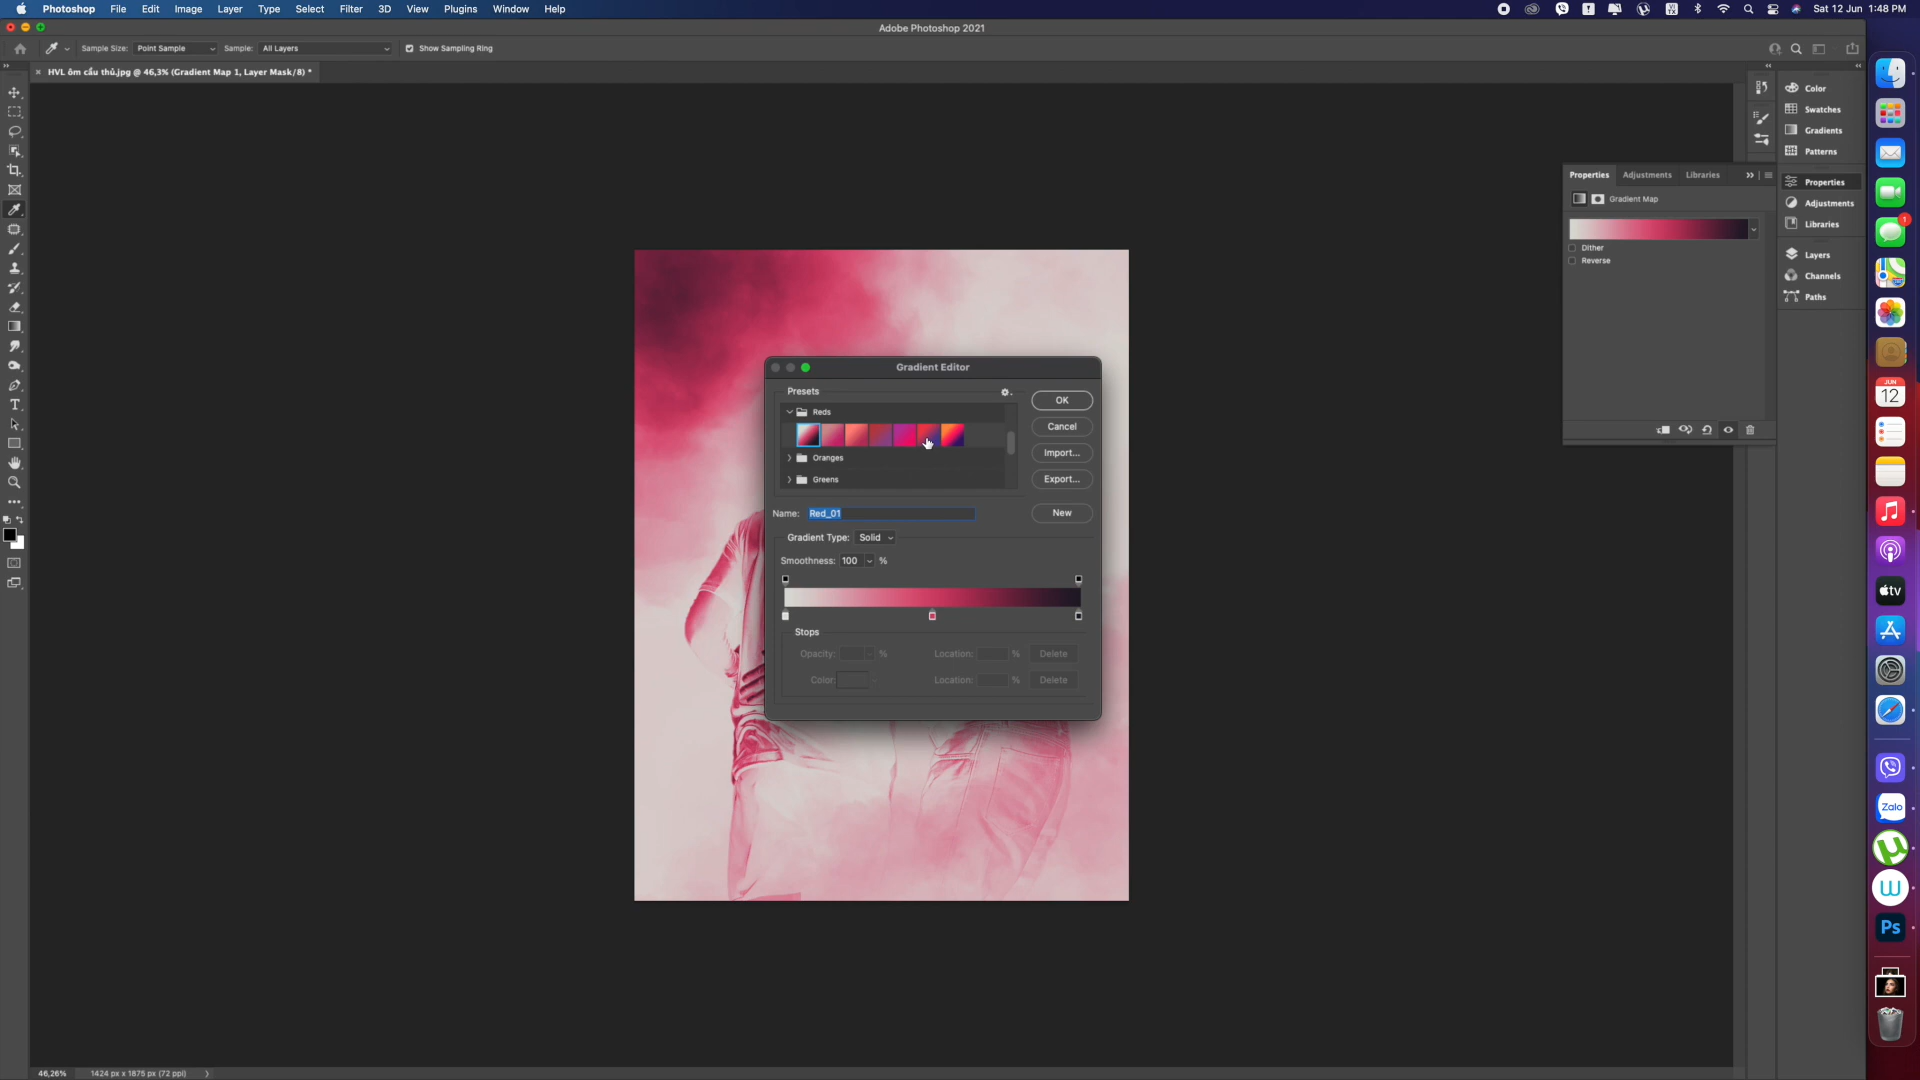 Photoshop File Edit Image Layer Type Select Filter 3D View Plugins Window Help Sat 12 Jun 1:48 PM
Adobe Photoshop 2021
Sample Size: Point Sample Sample: All Layers Show Sampling Ring
HVL ôm cầu thủ.jpg @ 46,3% (Gradient Map 1, Layer Mask/8) *
Color
Swatches
Gradients
Patterns
Properties
Adjustments
Libraries
Layers
Channels
Paths
Properties Adjustments Libraries
Gradient Map
Dither
Reverse
Gradient Editor
Presets
Reds
Oranges
Greens
OK
Cancel
Import...
Export...
Name: Red_01 New
Gradient Type: Solid
Smoothness: 100 %
Stops
Opacity: % Location: % Delete
Color: Location: % Delete
1
JUN
12
tv
Zalo
Ps
46,26% 1424 px x 1875 px (72 ppi)